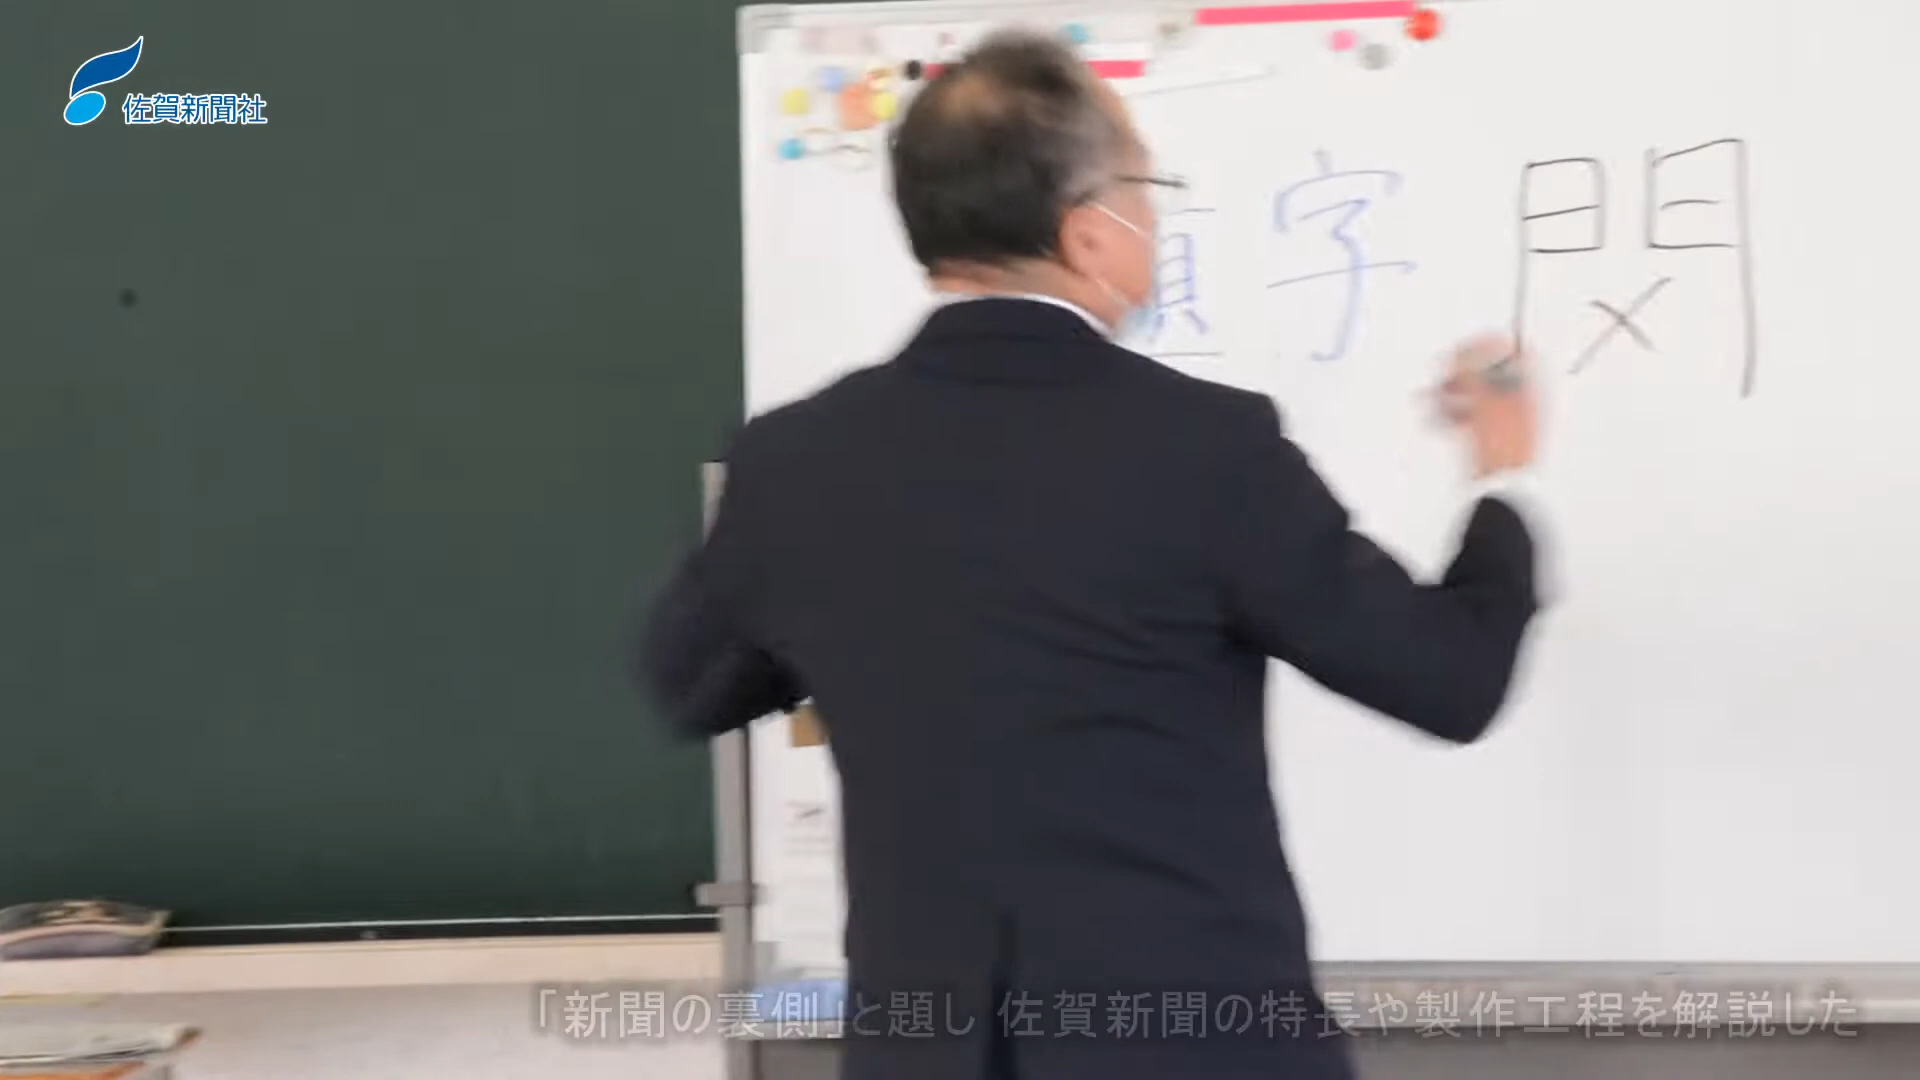 佐賀新聞社
字 閃
「新聞の裏側」と題し 佐賀新聞の特長や製作工程を解説した